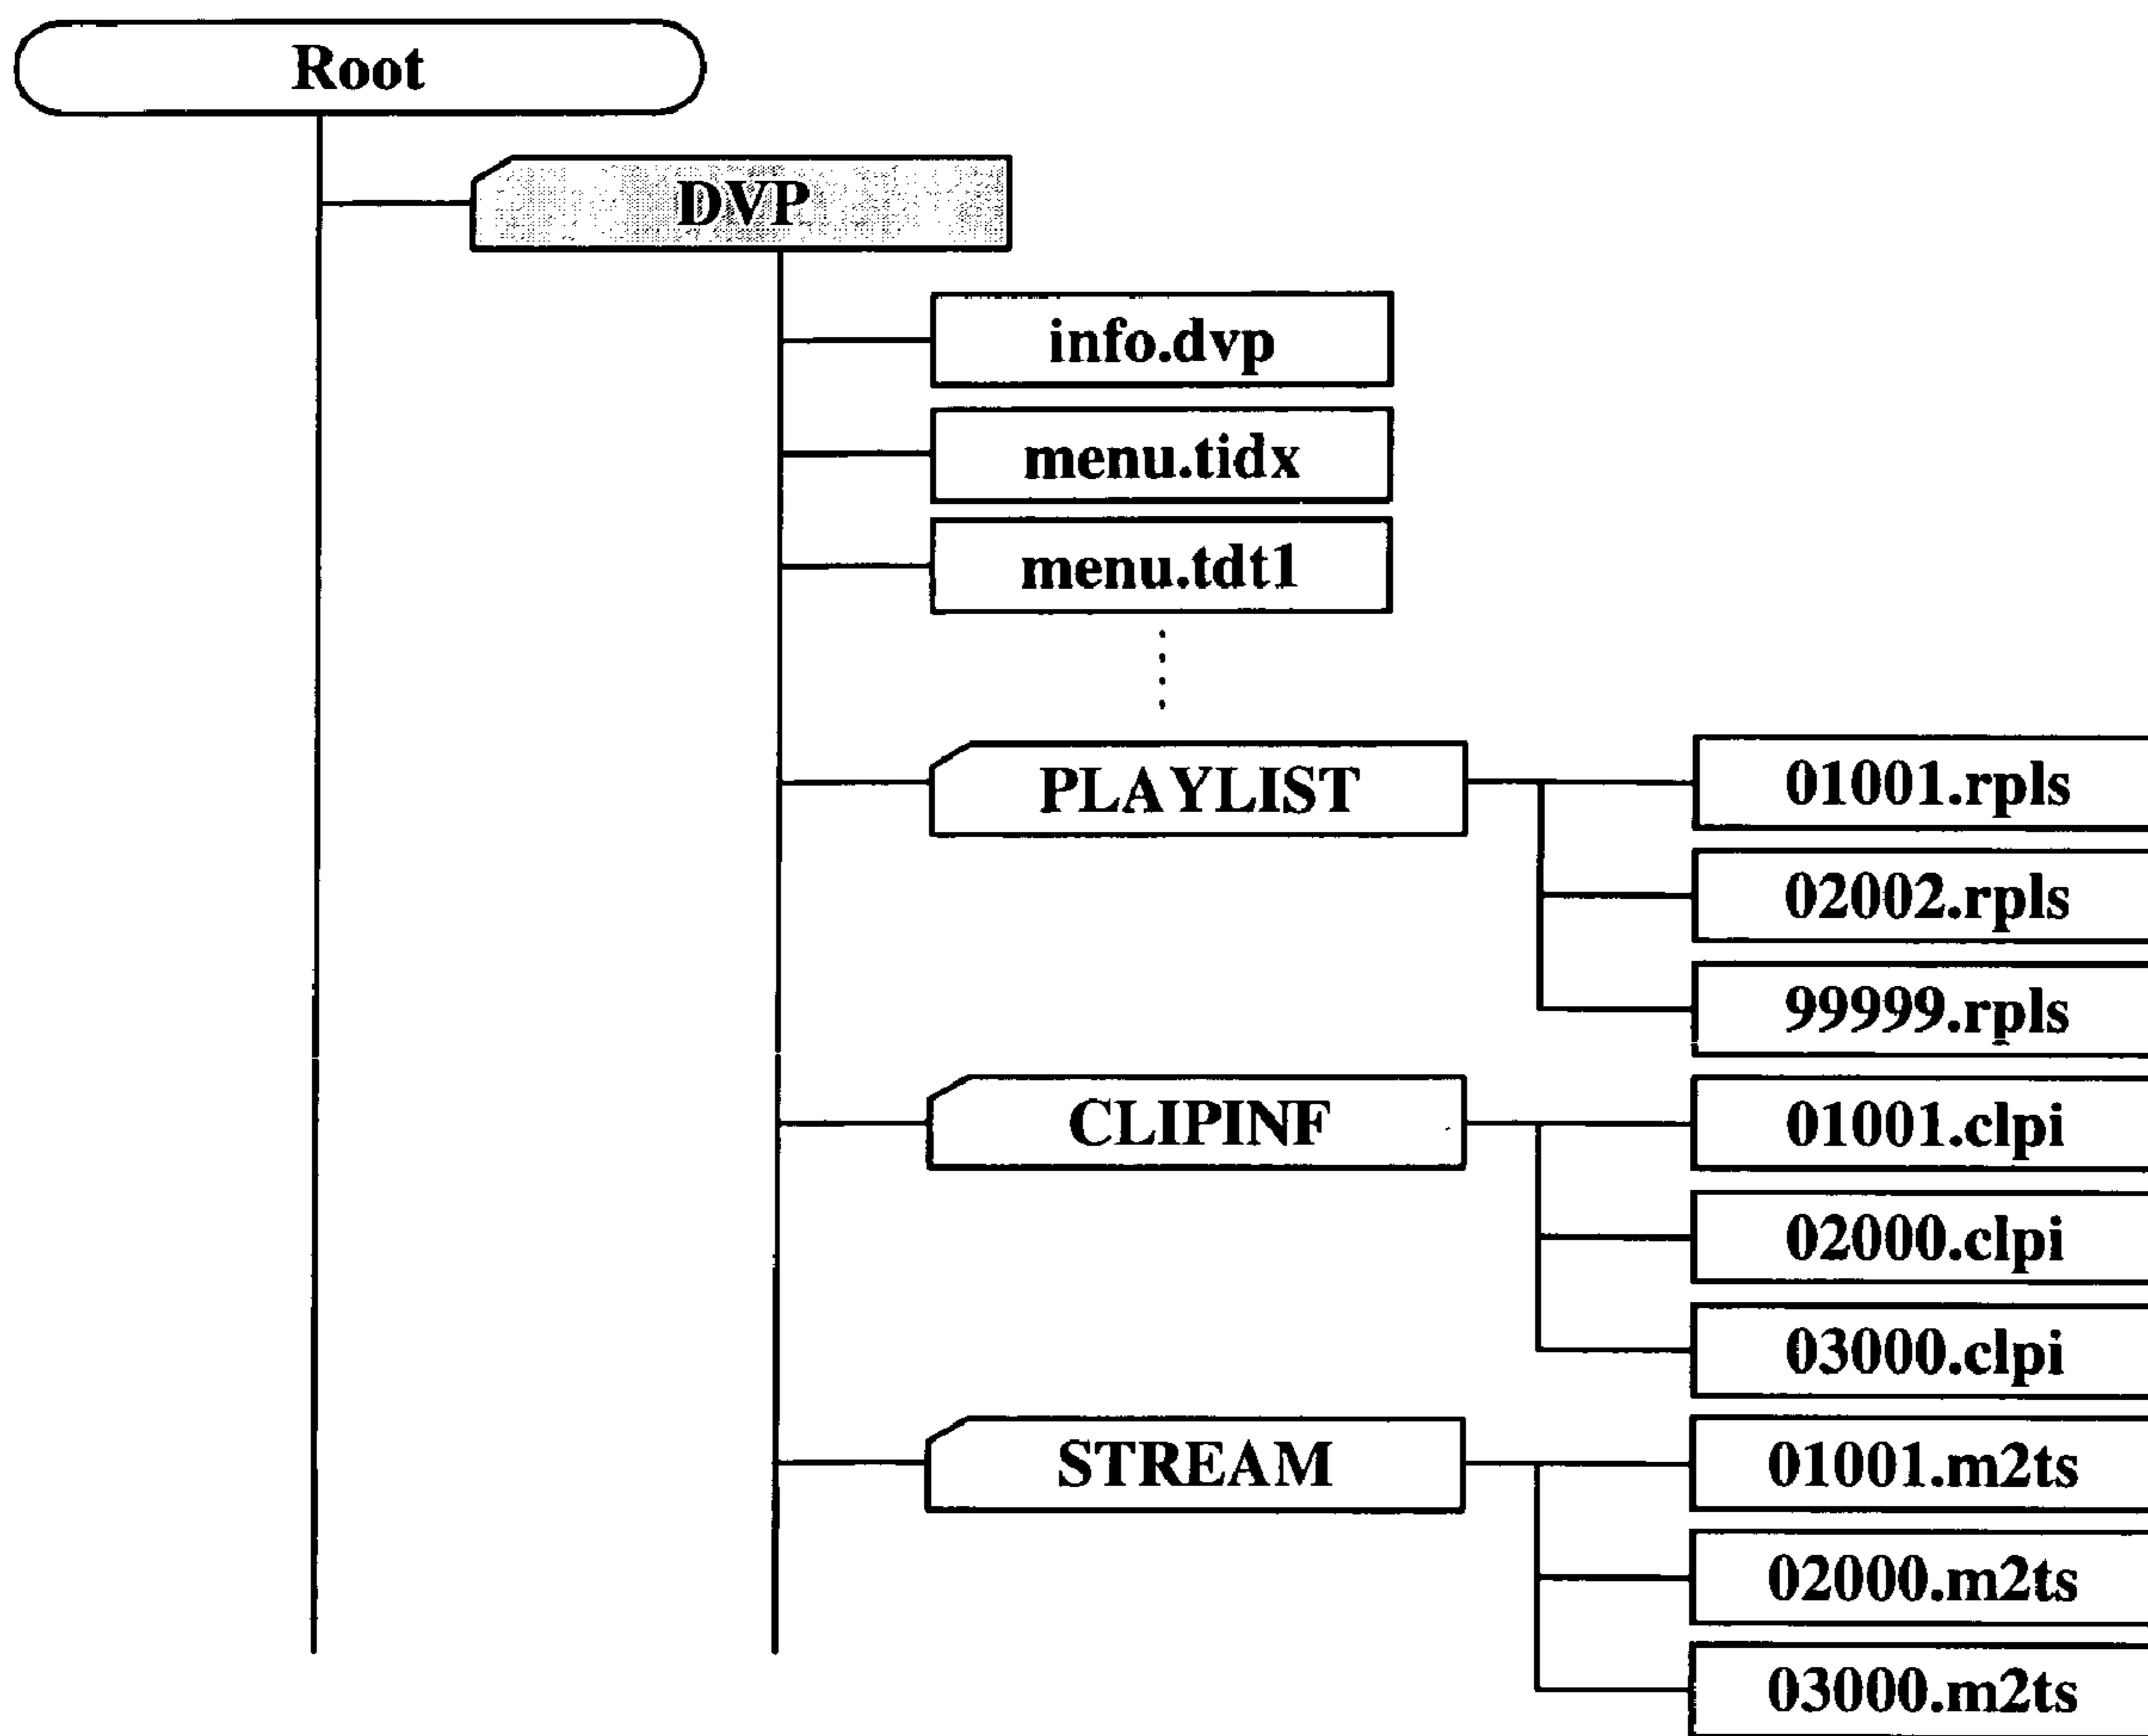 Root
DVP
info.dvp
menu.tidx
menu.tdt1
PLAYLIST
01001.rpls
02002.rpls
99999.rpls
CLIPINF
01001.clpi
02000.clpi
03000.clpi
STREAM
01001.m2ts
02000.m2ts
03000.m2ts